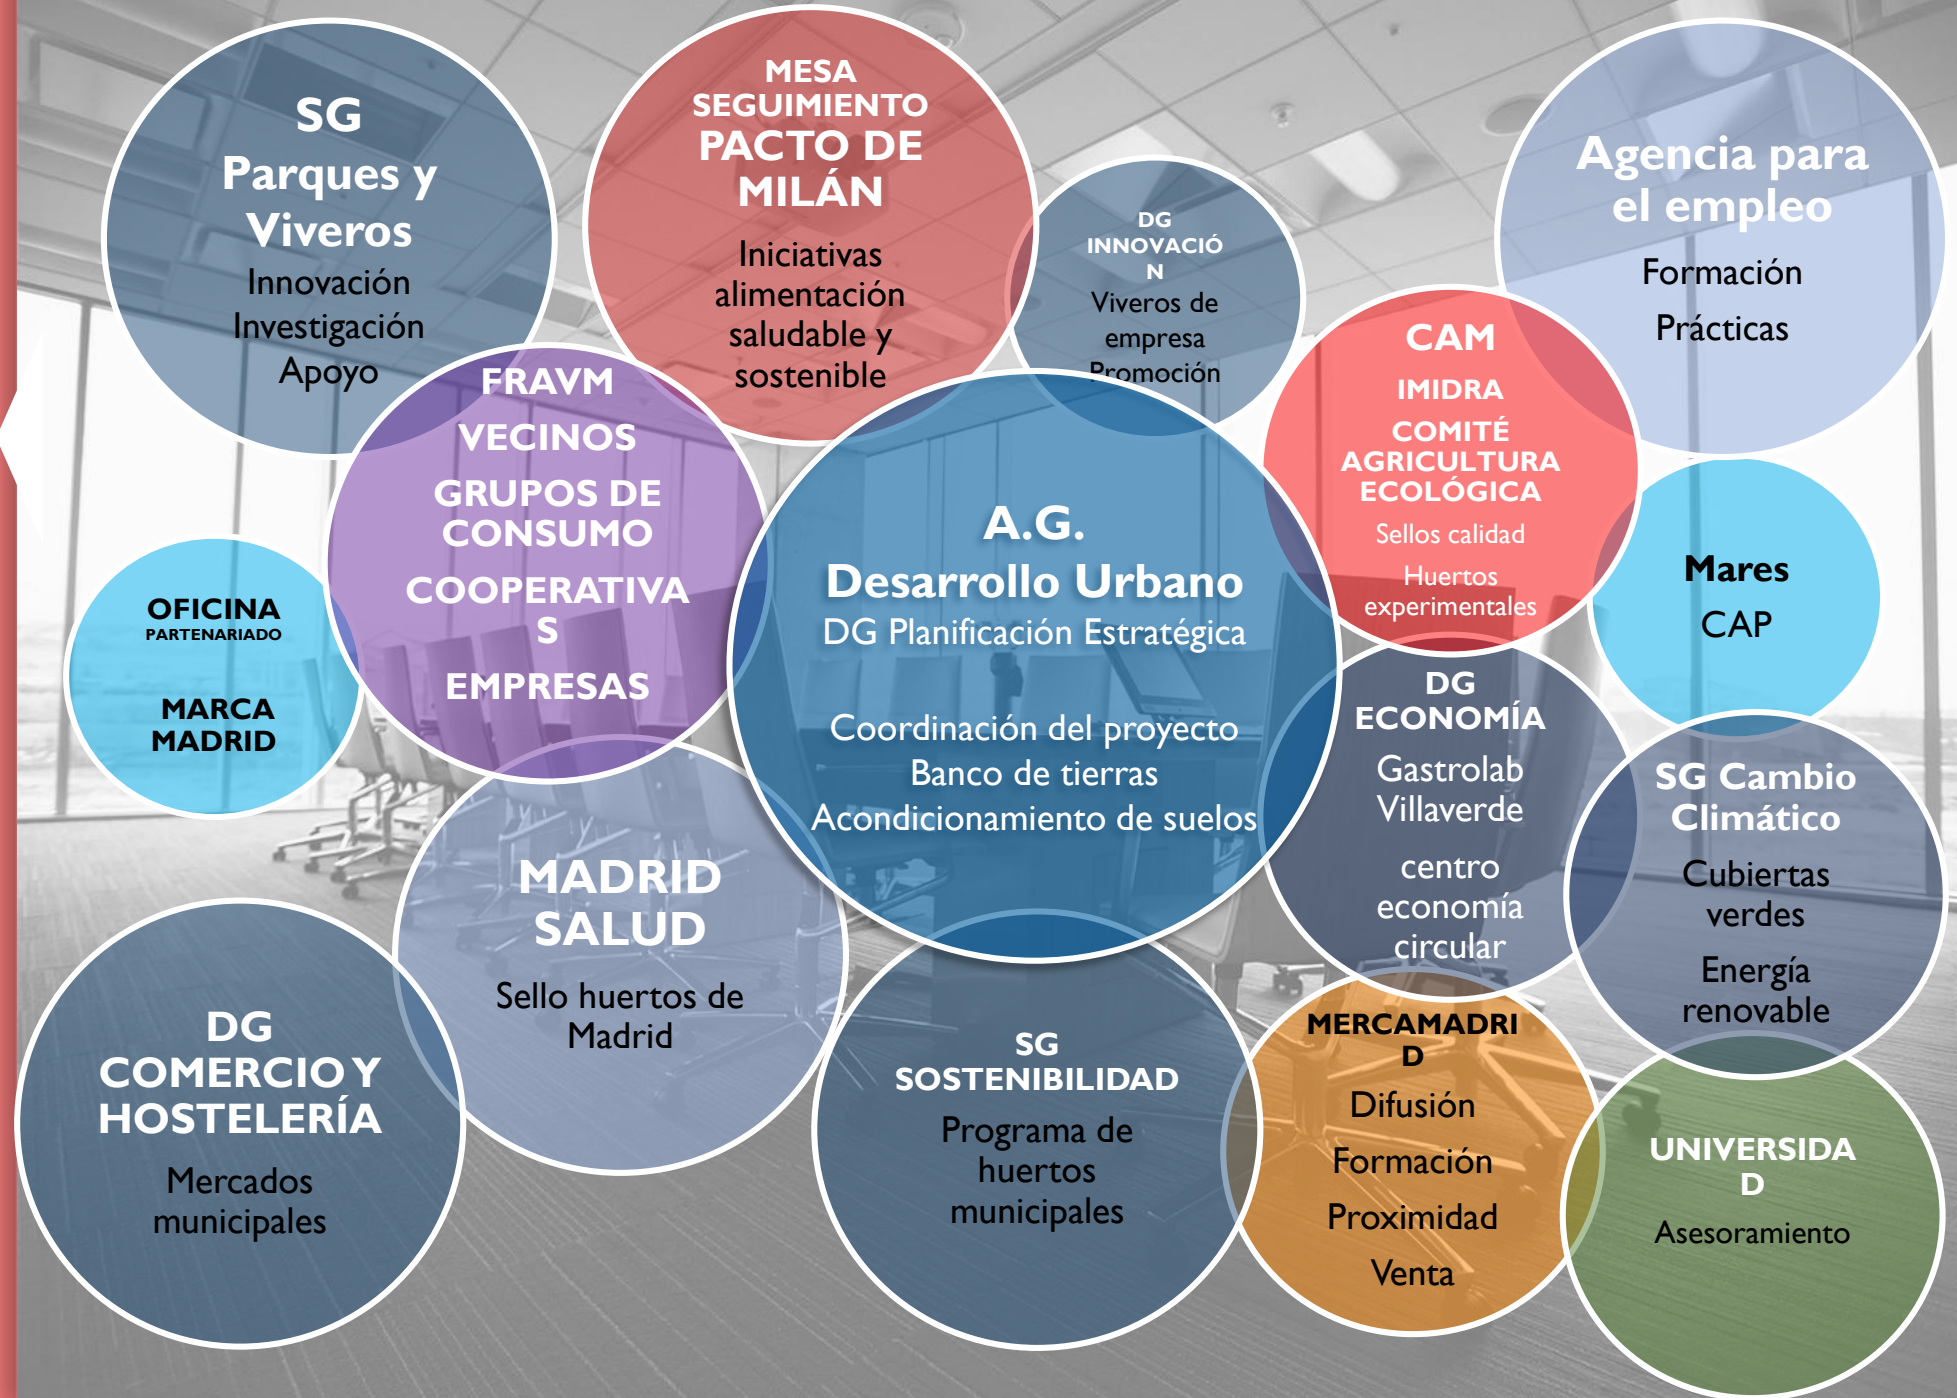 SG
Parques y
Viveros
Innovación
Investigación
Apoyo
MESA
SEGUIMIENTO
PACTO DE
MILÁN
Iniciativas
alimentación
saludable y
sostenible
DG
INNOVACIÓ
N
Viveros de
empresa
Promoción
Agencia para
el empleo
Formación
Prácticas
FRAVM
VECINOS
GRUPOS DE
CONSUMO
COOPERATIVA
S
EMPRESAS
CAM
IMIDRA
COMITÉ
AGRICULTURA
ECOLÓGICA
Sellos calidad
Huertos
experimentales
A.G.
Desarrollo Urbano
DG Planificación Estratégica
Coordinación del proyecto
Banco de tierras
Acondicionamiento de suelos
Mares
CAP
OFICINA
PARTENARIADO
MARCA
MADRID
DG
ECONOMÍA
Gastrolab
Villaverde
centro
economía
circular
SG Cambio
Climático
Cubiertas
verdes
Energía
renovable
MADRID
SALUD
Sello huertos de
Madrid
DG
COMERCIO Y
HOSTELERÍA
Mercados
municipales
SG
SOSTENIBILIDAD
Programa de
huertos
municipales
MERCAMADRI
D
Difusión
Formación
Proximidad
Venta
UNIVERSIDA
D
Asesoramiento